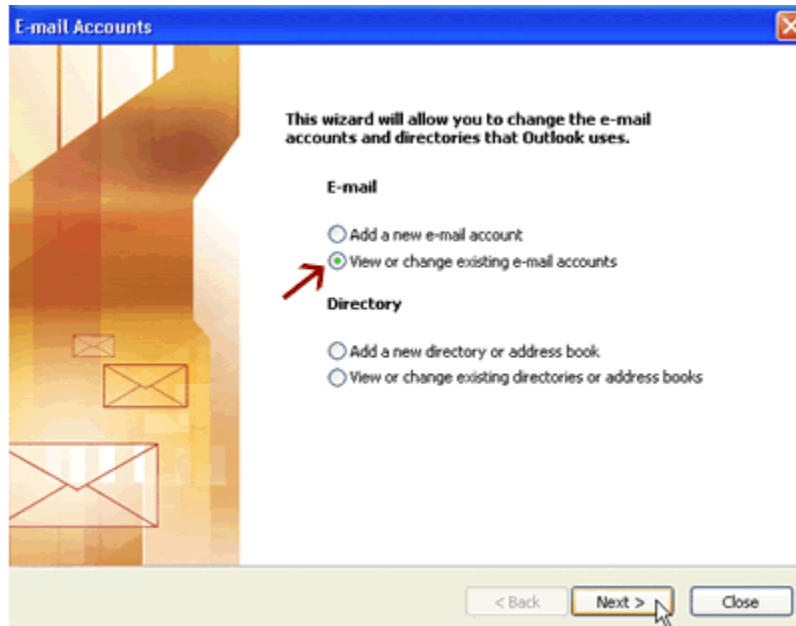 E-mail Accounts
This wizard will allow you to change the e-mail
accounts and directories that Outlook uses.
E-mail
Add a new e-mail account
View or change existing e-mail accounts
Directory
Add a new directory or address book
View or change existing directories or address books
< Back Next > Close